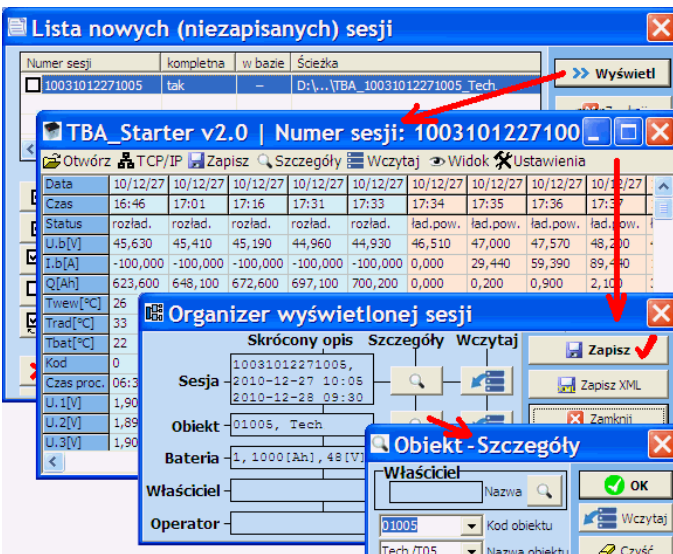 Lista nowych (niezapisanych) sesji
Numer sesji kompletna w bazie Ścieżka
10031012271005 tak – D:\...\TBA_10031012271005_Tech.
>> Wyświetl
TBA_Starter v2.0 | Numer sesji: 1003101227100
Otwórz TCP/IP Zapisz Szczegóły Wczytaj Widok Ustawienia
Data 10/12/27 10/12/27 10/12/27 10/12/27 10/12/27 10/12/27 10/12/27 10/12/27 10/12/27
Czas 16:46 17:01 17:16 17:31 17:33 17:34 17:35 17:36 17:37
Status rozład. rozład. rozład. rozład. rozład. ład.pow. ład.pow. ład.pow. ład.pow.
U.b[V] 45,630 45,410 45,190 44,960 44,930 46,510 47,000 47,570 48,200
I.b[A] -100,000 -100,000 -100,000 -100,000 -100,000 0,000 29,440 59,390 89,440
Q[Ah] 623,600 648,100 672,600 697,100 700,200 0,000 0,200 0,900 2,100
Twew[°C] 26
Trad[°C] 33
Tbat[°C] 22
Kod 0
Czas proc. 06:3
U.1[V] 1,90
U.2[V] 1,89
U.3[V] 1,90
Organizer wyświetlonej sesji
Skrócony opis Szczegóły Wczytaj
Sesja
10031012271005,
2010-12-27 10:05
2010-12-28 09:30
Obiekt 01005, Tech
Bateria 1, 1000[Ah], 48[V]
Właściciel
Operator
Zapisz
Zapisz XML
Zamknij
Obiekt - Szczegóły
Właściciel
Nazwa
01005 Kod obiektu
Tech /T05 Nazwa obiektu
OK
Wczytaj
Czyść